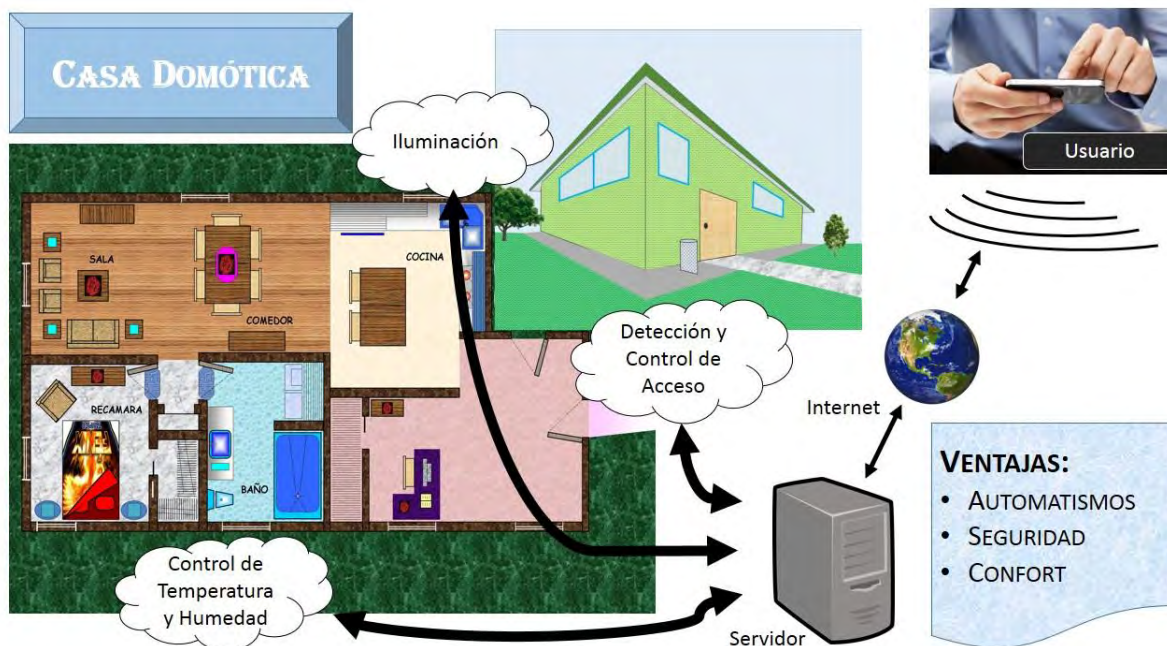 CASA DOMÓTICA
Iluminación
Usuario
SALA
COCINA
COMEDOR
Detección y
Control de
Acceso
Internet
RECAMARA
BAÑO
VENTAJAS:
• AUTOMATISMOS
• SEGURIDAD
• CONFORT
Control de
Temperatura
y Humedad
Servidor